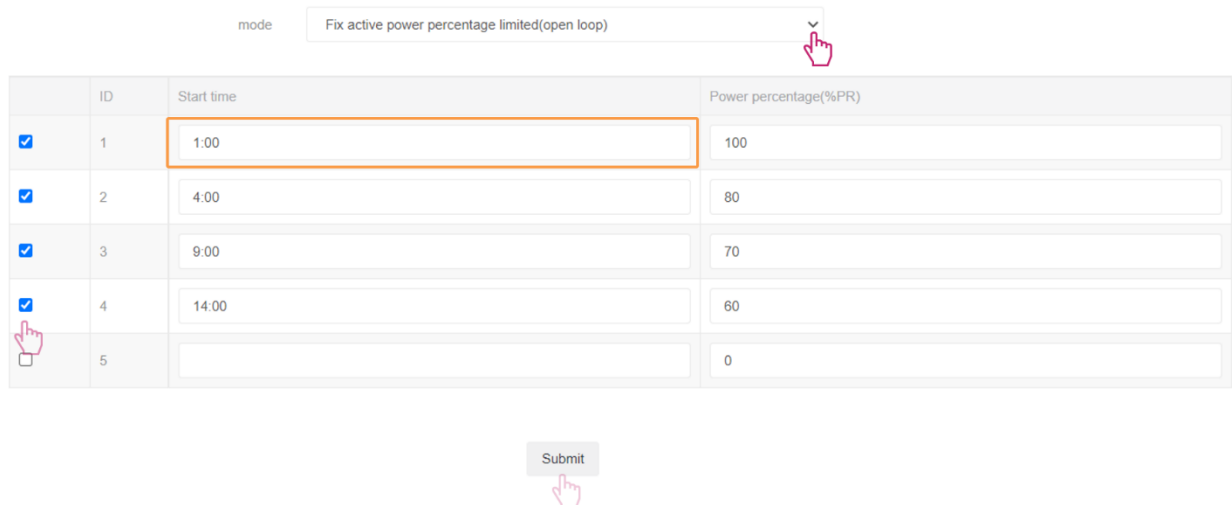 mode Fix active power percentage limited(open loop)
ID Start time Power percentage(%PR)
1 1:00 100
2 4:00 80
3 9:00 70
4 14:00 60
5 0
Submit